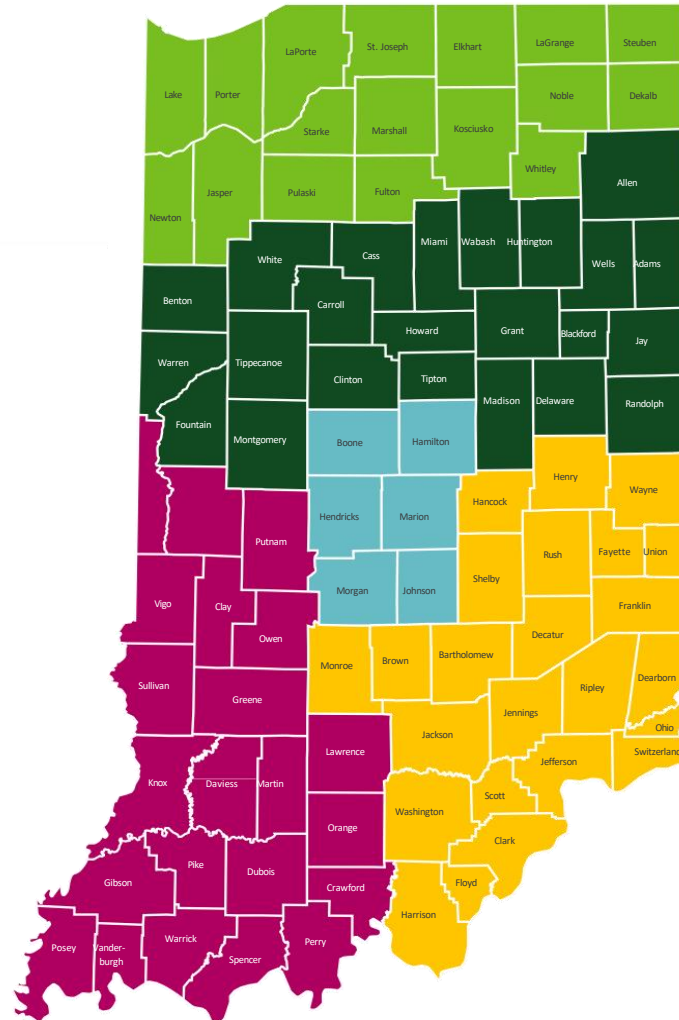 LaPorte
St. Joseph
Elkhart
LaGrange
Steuben
Lake
Porter
Noble
Dekalb
Starke
Marshall
Kosciusko
Whitley
Allen
Newton
Jasper
Pulaski
Fulton
White
Cass
Miami
Wabash
Huntington
Wells
Adams
Benton
Carroll
Howard
Grant
Blackford
Jay
Warren
Tippecanoe
Clinton
Tipton
Madison
Delaware
Randolph
Fountain
Montgomery
Boone
Hamilton
Henry
Wayne
Hancock
Hendricks
Marion
Putnam
Rush
Fayette
Union
Shelby
Morgan
Johnson
Vigo
Clay
Franklin
Owen
Decatur
Monroe
Brown
Bartholomew
Sullivan
Dearborn
Ripley
Greene
Jennings
Ohio
Jackson
Lawrence
Switzerland
Jefferson
Knox
Daviess
Martin
Scott
Washington
Orange
Clark
Pike
Dubois
Gibson
Crawford
Floyd
Harrison
Posey
Vander-
burgh
Warrick
Spencer
Perry